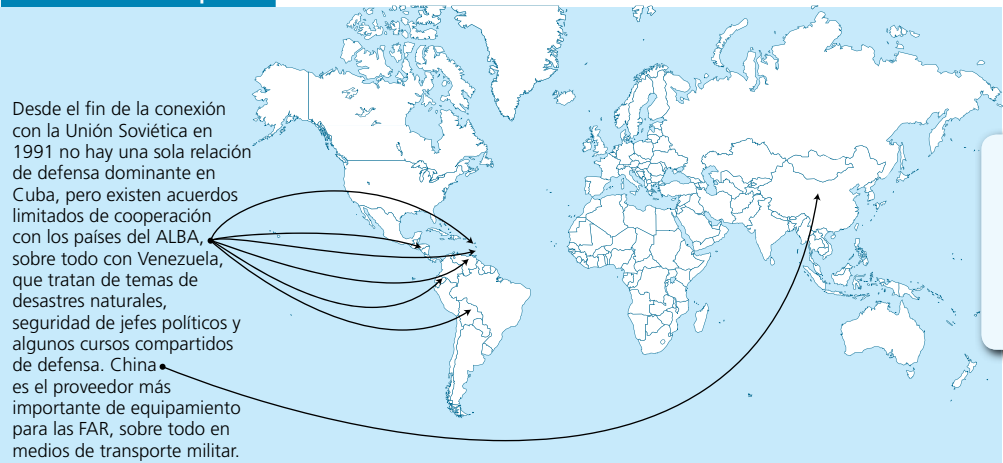 Desde el fin de la conexión
con la Unión Soviética en
1991 no hay una sola relación
de defensa dominante en
Cuba, pero existen acuerdos
limitados de cooperación
con los países del ALBA,
sobre todo con Venezuela,
que tratan de temas de
desastres naturales,
seguridad de jefes políticos y
algunos cursos compartidos
de defensa. China
es el proveedor más
importante de equipamiento
para las FAR, sobre todo en
medios de transporte militar.